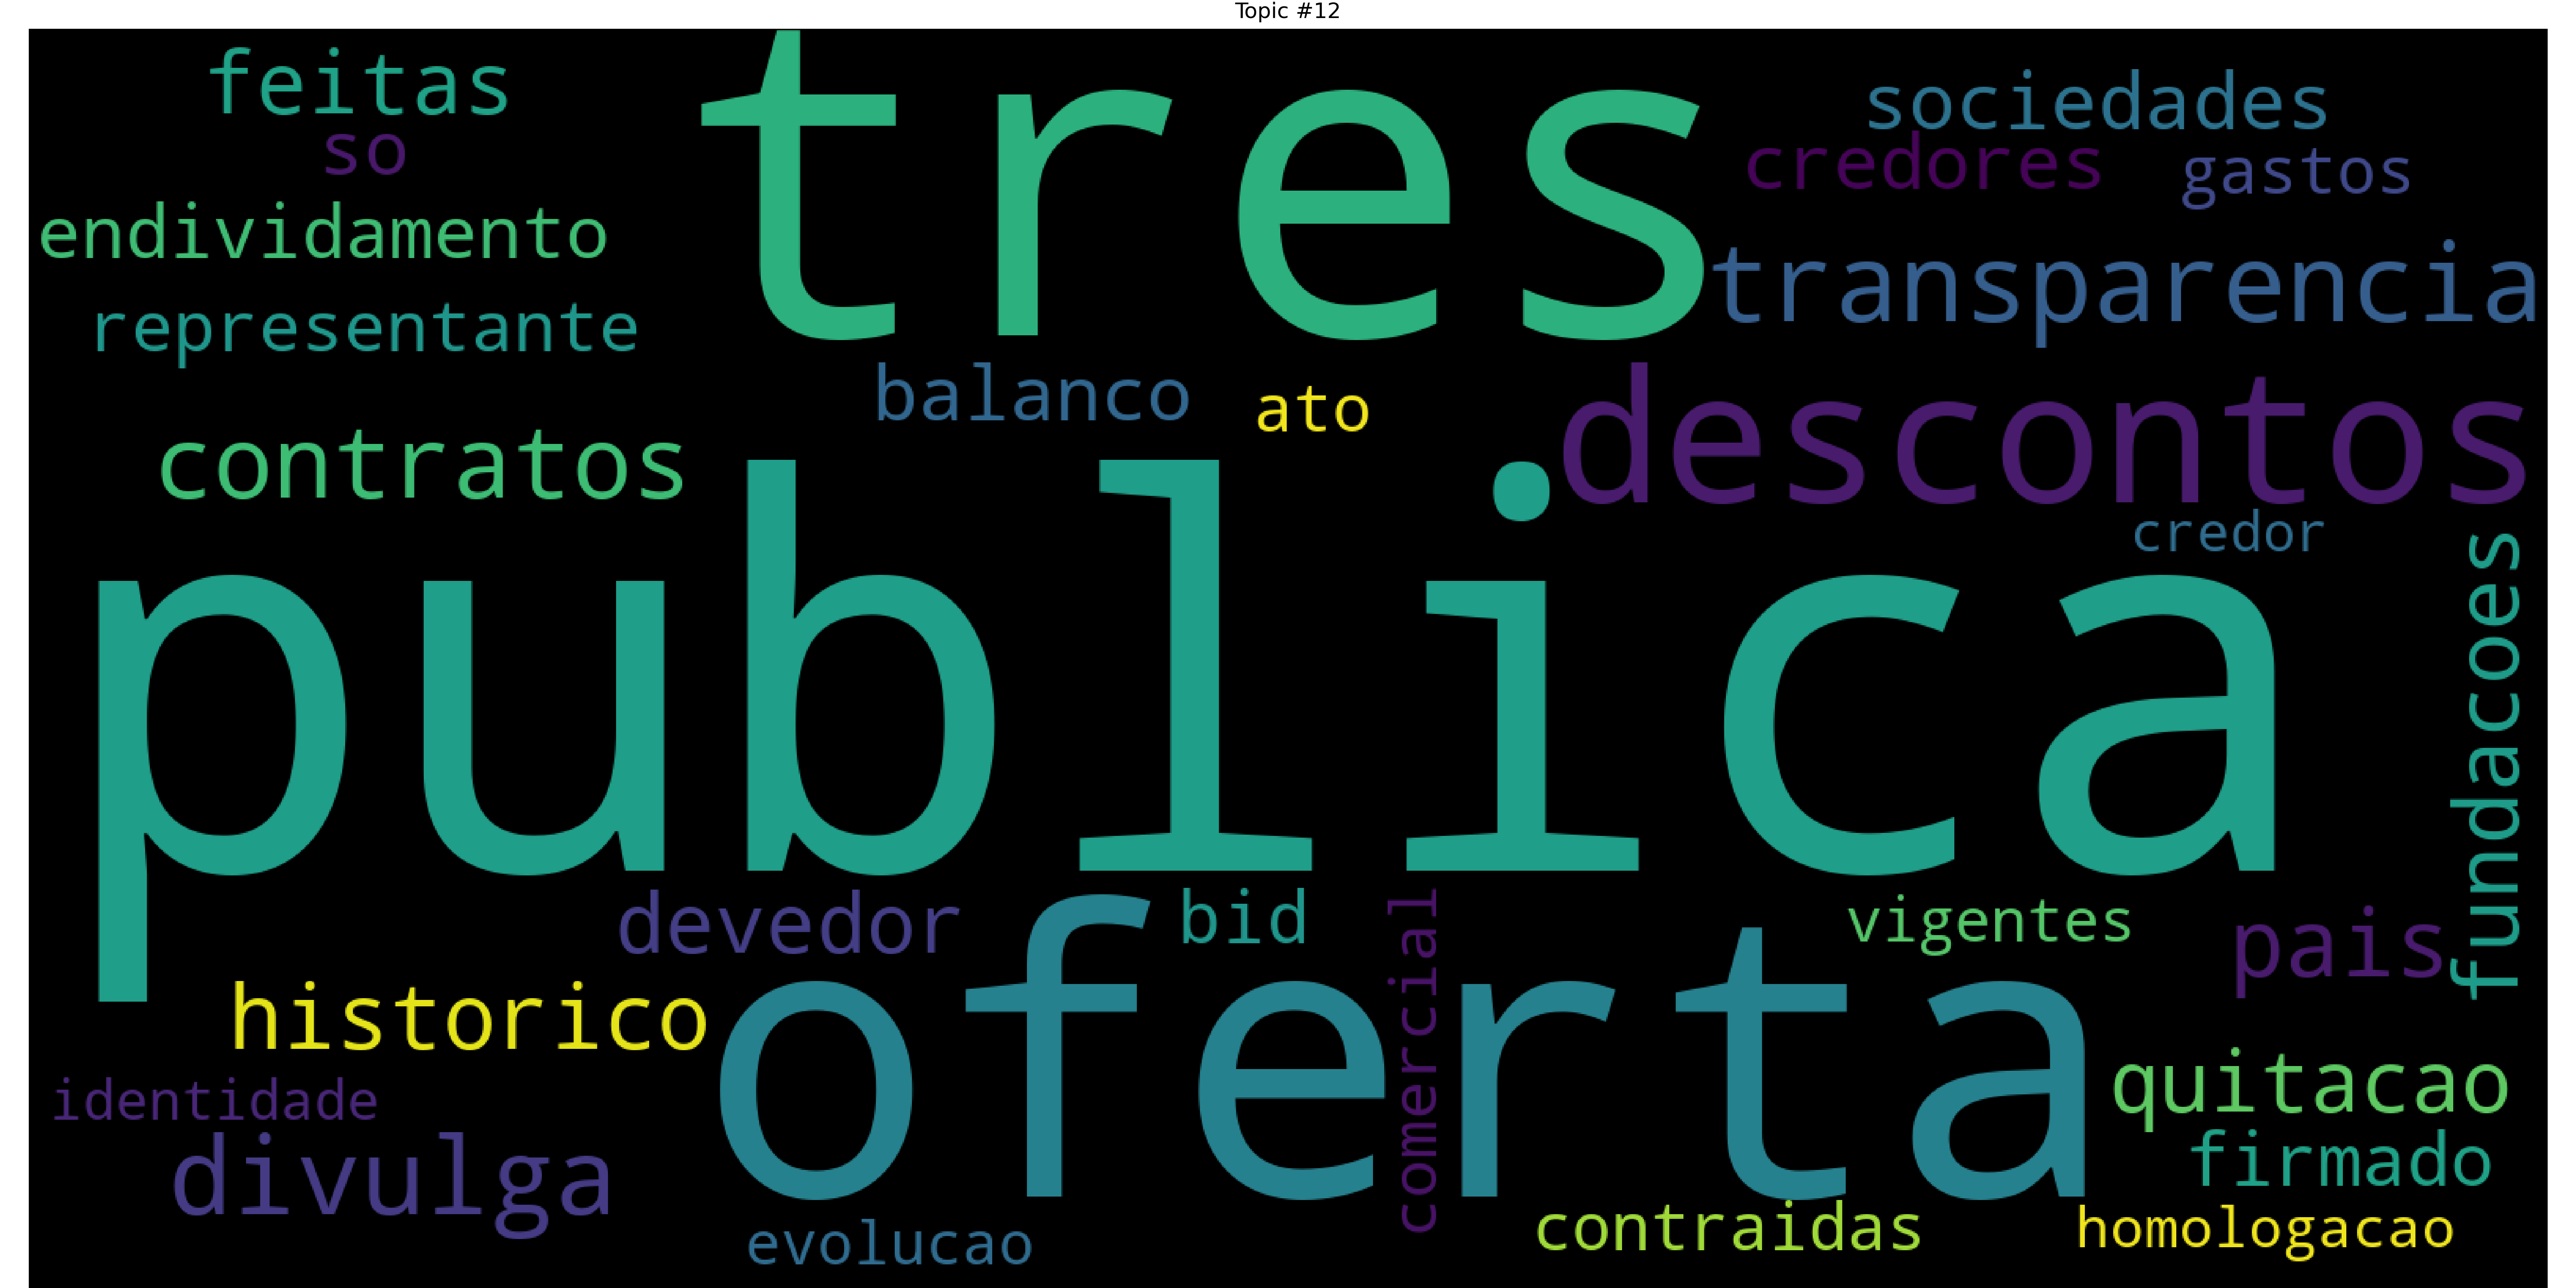 Topic #12
feitas
tres
sociedades
so
credores
gastos
endividamento
transparencia
representante
balanco
ato
descontos
contratos
credor
publica
fundacoes
devedor
bid
comercial
vigentes
pais
historico
oferta
identidade
quitacao
divulga
firmado
evolucao
contraidas
homologacao